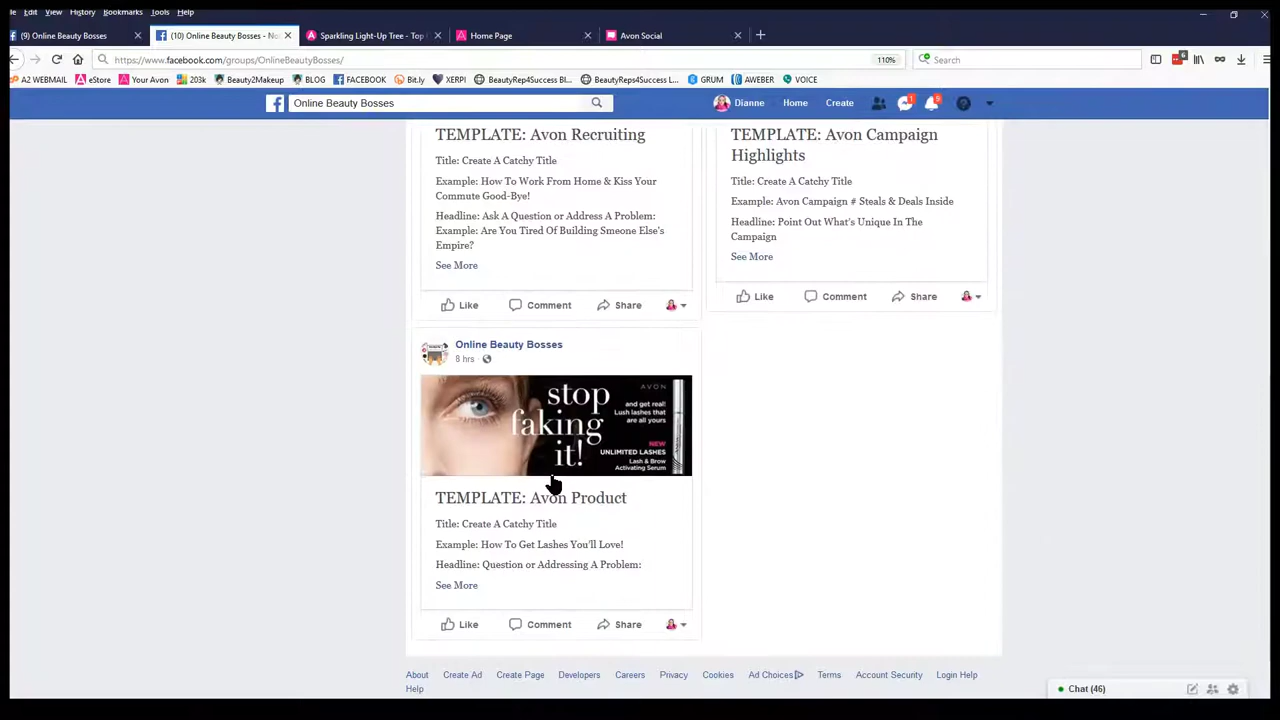 le Edit View History Bookmarks Tools Help
(9) Online Beauty Bosses
(10) Online Beauty Bosses - No
Sparkling Light-Up Tree - Top
Home Page
Avon Social
https://www.facebook.com/groups/OnlineBeautyBosses/
110%
Search
A2 WEBMAIL eStore Your Avon 203k Beauty2Makeup BLOG FACEBOOK Bit.ly XERPI BeautyRep4Success Bl... BeautyReps4Success L... GRUM AWEBER VOICE
Online Beauty Bosses
Dianne Home Create
TEMPLATE: Avon Recruiting
Title: Create A Catchy Title
Example: How To Work From Home & Kiss Your
Commute Good-Bye!
Headline: Ask A Question or Address A Problem:
Example: Are You Tired Of Building Smeone Else's
Empire?
See More
Like Comment Share
TEMPLATE: Avon Campaign
Highlights
Title: Create A Catchy Title
Example: Avon Campaign # Steals & Deals Inside
Headline: Point Out What's Unique In The
Campaign
See More
Like Comment Share
Online Beauty Bosses
8 hrs
stop
faking
it!
AVON
and get real!
Lush lashes that
are all yours
NEW
UNLIMITED LASHES
Lash & Brow
Activating Serum
TEMPLATE: Avon Product
Title: Create A Catchy Title
Example: How To Get Lashes You'll Love!
Headline: Question or Addressing A Problem:
See More
Like Comment Share
About Create Ad Create Page Developers Careers Privacy Cookies Ad Choices Terms Account Security Login Help
Help
Chat (46)